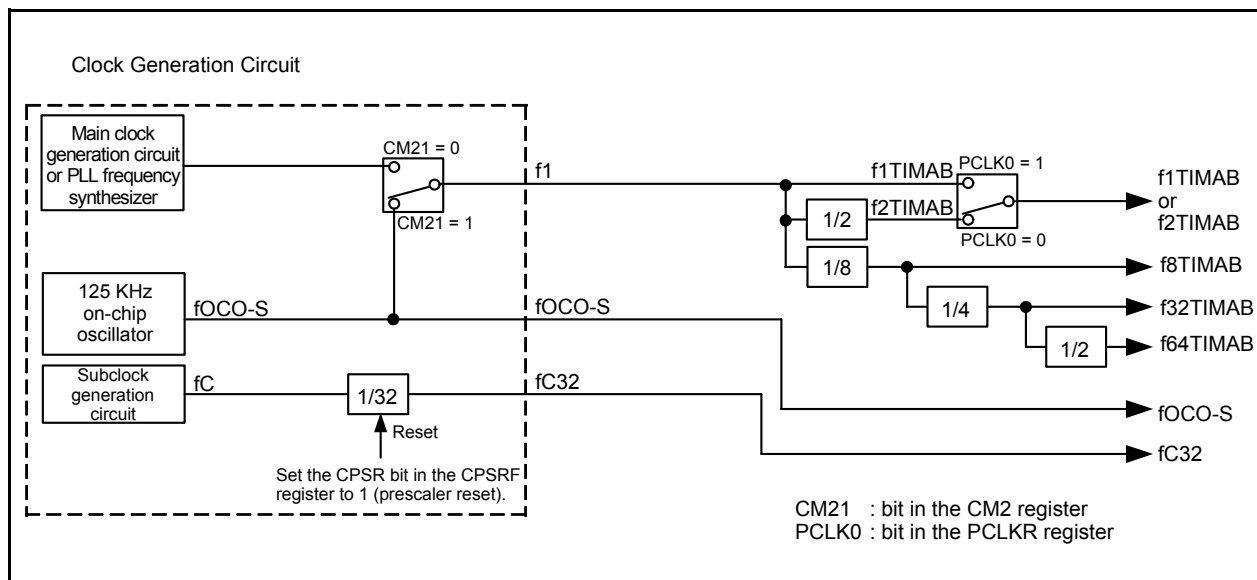 Clock Generation Circuit
Main clock
generation circuit
or PLL frequency
synthesizer
CM21 = 0
CM21 = 1
f1
f1TIMAB
PCLK0 = 1
1/2
f2TIMAB
PCLK0 = 0
f1TIMAB
or
f2TIMAB
1/8
f8TIMAB
1/4
f32TIMAB
1/2
f64TIMAB
125 KHz
on-chip
oscillator
fOCO-S
fOCO-S
fOCO-S
Subclock
generation
circuit
fC
1/32
fC32
fC32
Reset
Set the CPSR bit in the CPSRF
register to 1 (prescaler reset).
CM21 : bit in the CM2 register
PCLK0 : bit in the PCLKR register